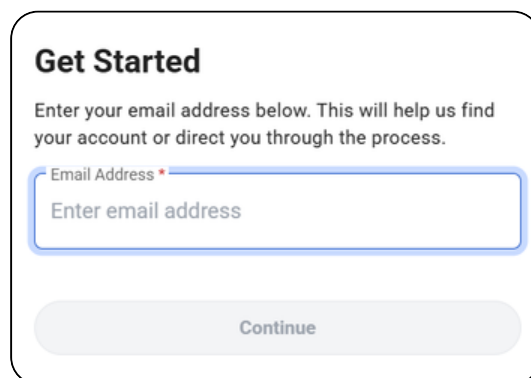 Get Started
Enter your email address below. This will help us find
your account or direct you through the process.
Email Address *
Enter email address
Continue